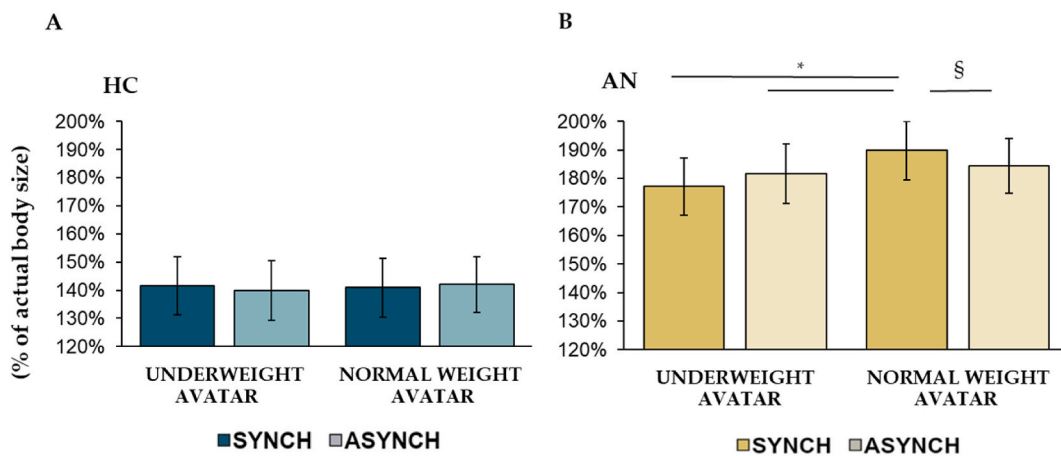 A
HC
(% of actual body size)
200%
190%
180%
170%
160%
150%
140%
130%
120%
UNDERWEIGHT
AVATAR
NORMAL WEIGHT
AVATAR
SYNCH
ASYNCH
B
AN
*
§
200%
190%
180%
170%
160%
150%
140%
130%
120%
UNDERWEIGHT
AVATAR
NORMAL WEIGHT
AVATAR
SYNCH
ASYNCH